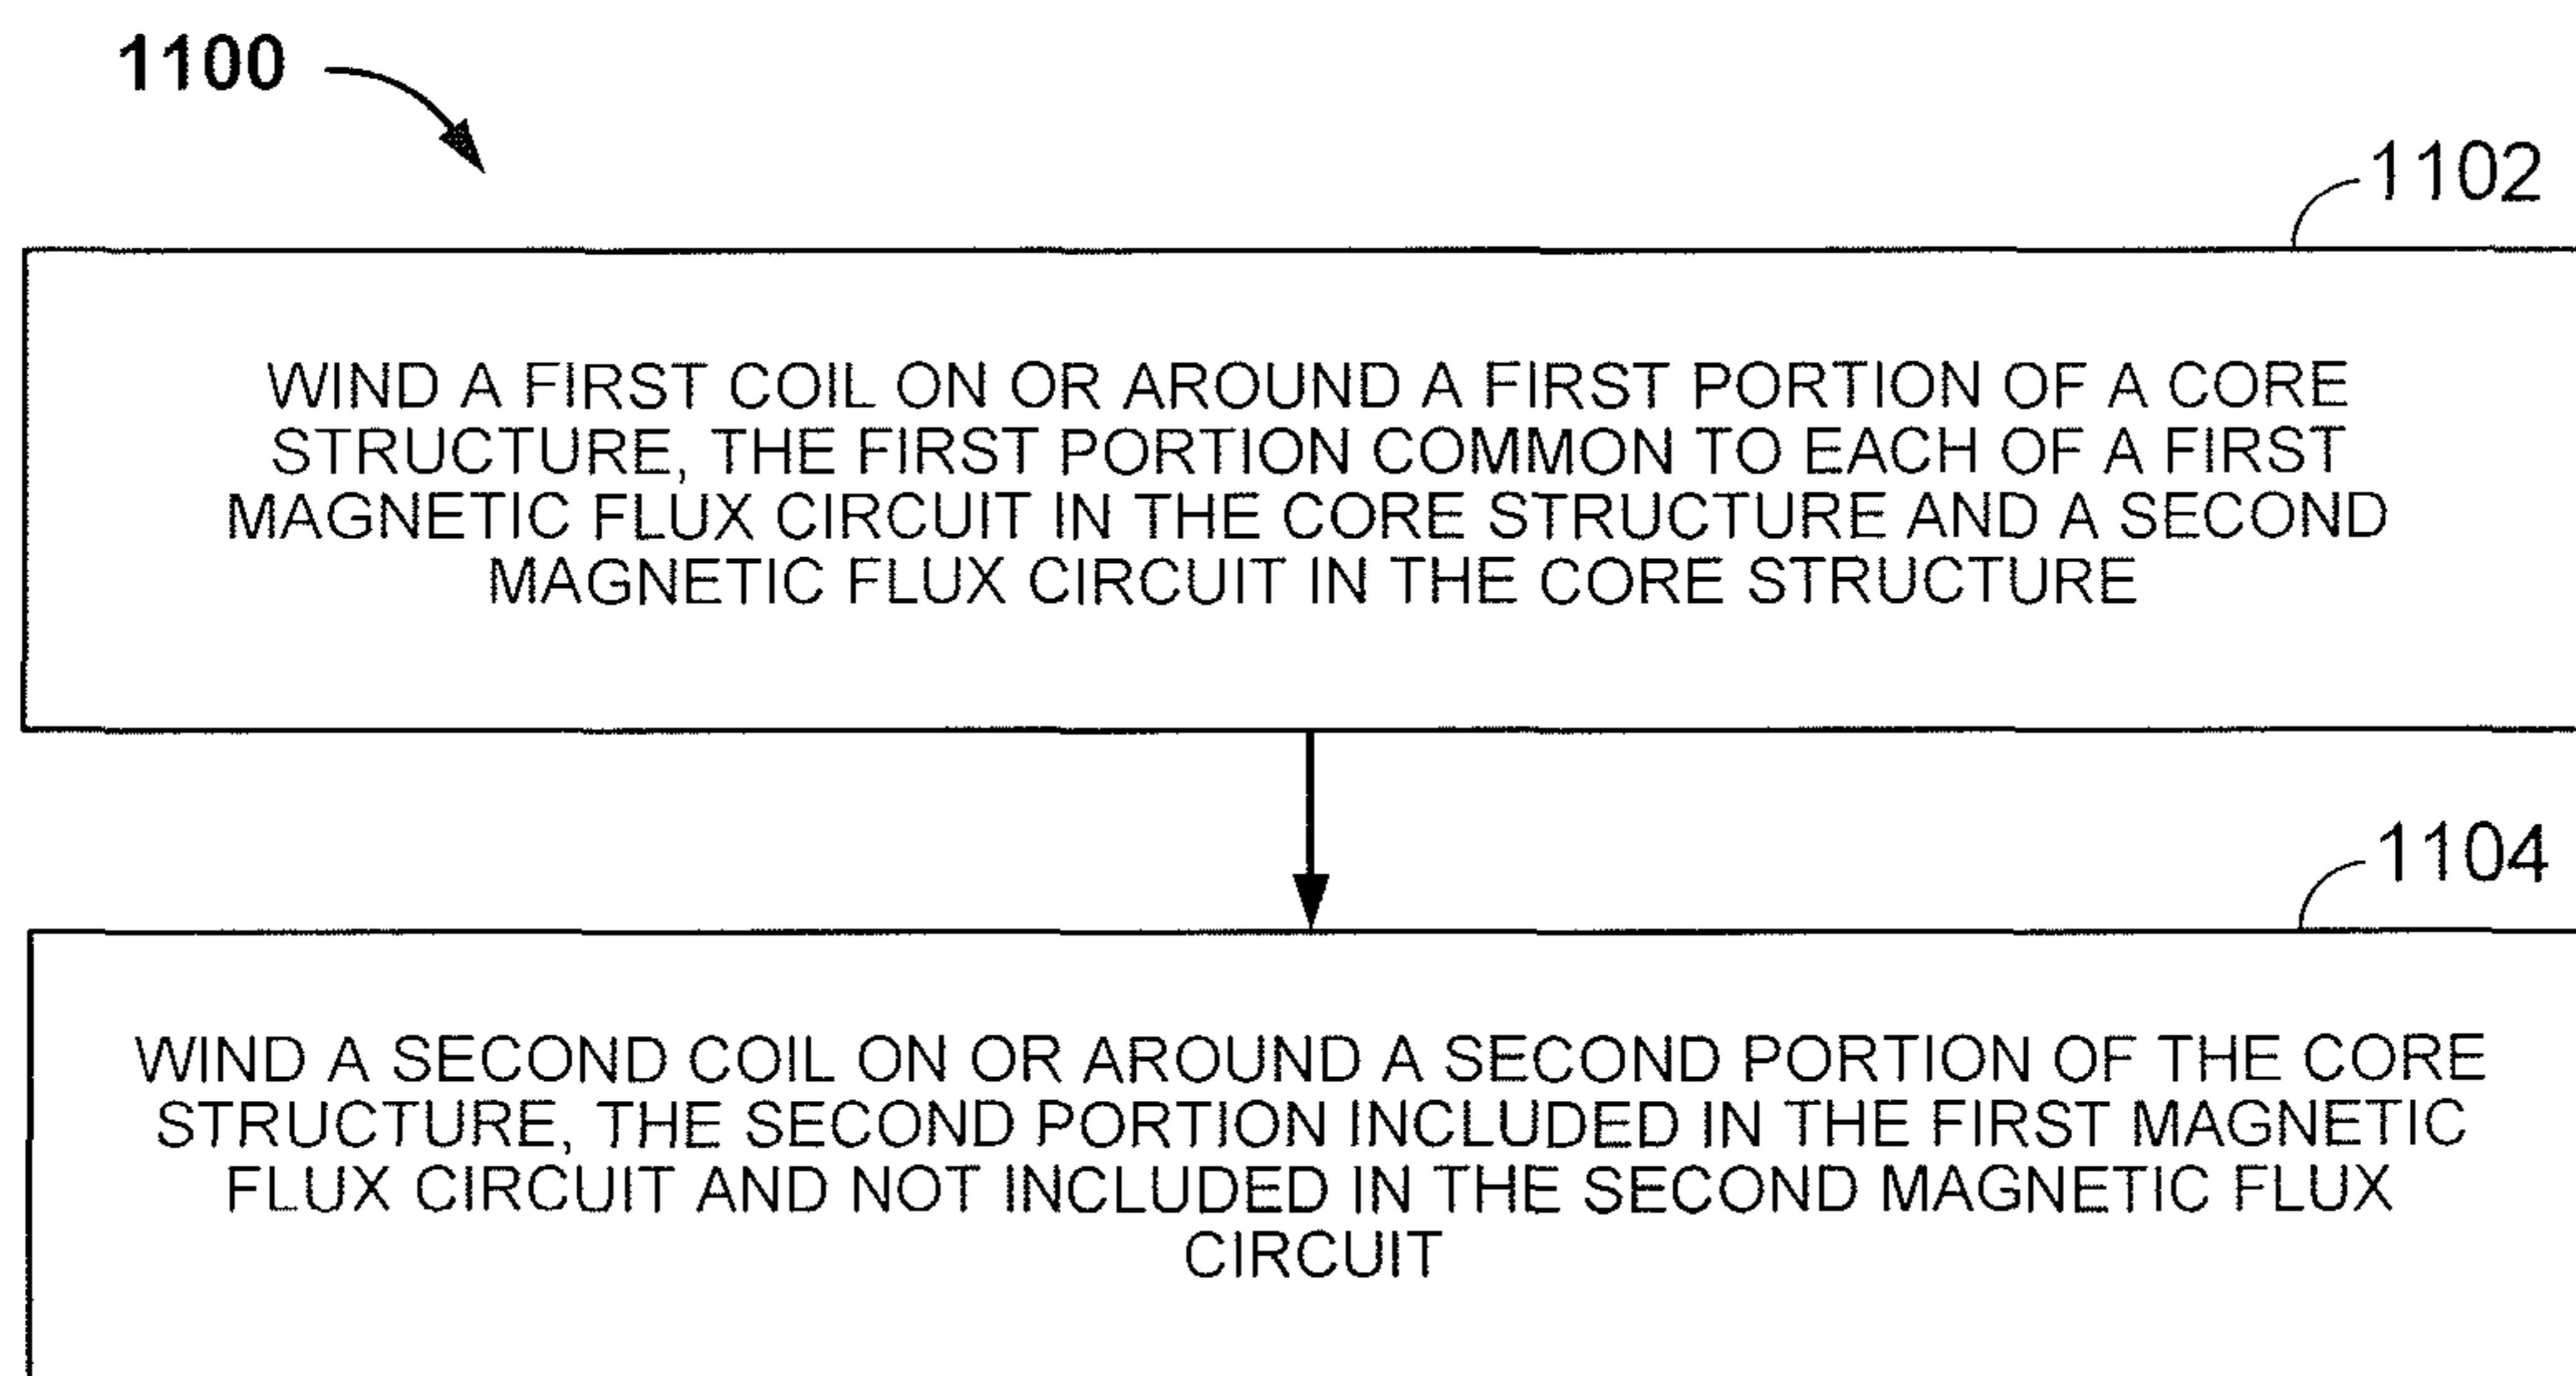 1100
1102
WIND A FIRST COIL ON OR AROUND A FIRST PORTION OF A CORE
STRUCTURE, THE FIRST PORTION COMMON TO EACH OF A FIRST
MAGNETIC FLUX CIRCUIT IN THE CORE STRUCTURE AND A SECOND
MAGNETIC FLUX CIRCUIT IN THE CORE STRUCTURE
1104
WIND A SECOND COIL ON OR AROUND A SECOND PORTION OF THE CORE
STRUCTURE, THE SECOND PORTION INCLUDED IN THE FIRST MAGNETIC
FLUX CIRCUIT AND NOT INCLUDED IN THE SECOND MAGNETIC FLUX
CIRCUIT